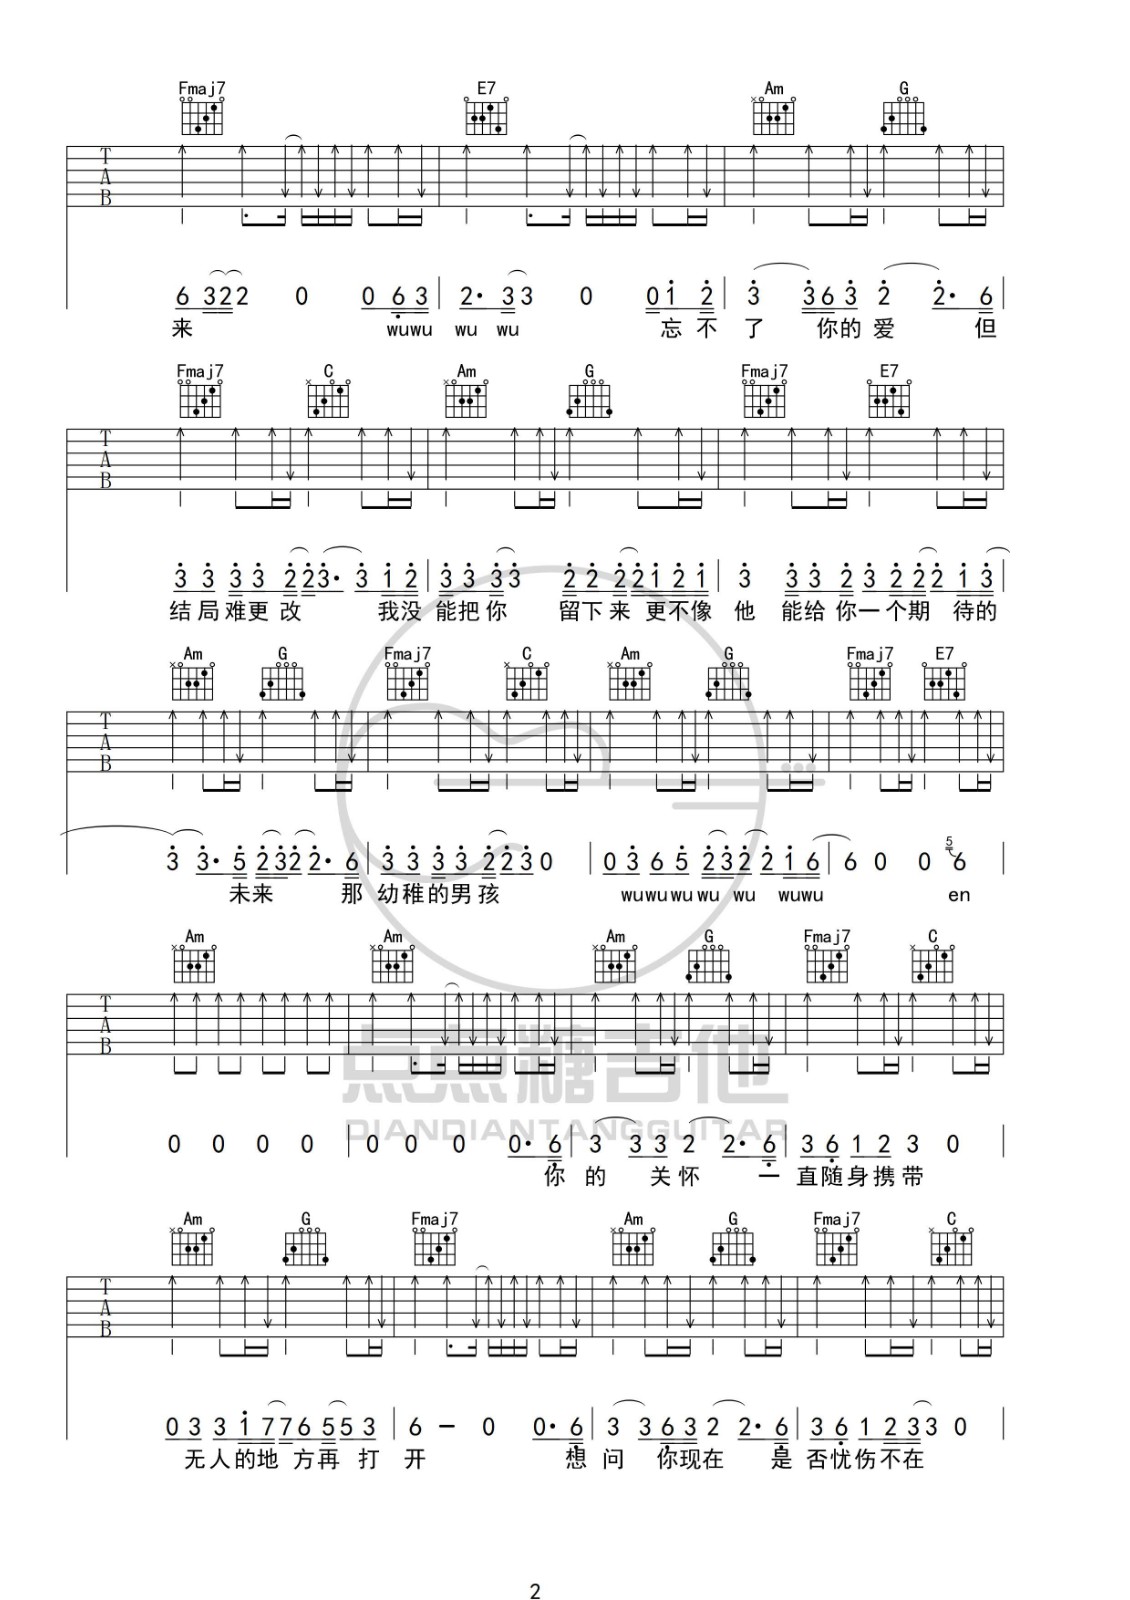 Fmaj7 E7 Am G
T
A
B
6 3 2 2 0 0 6 3 2· 3 3 0 0 1 2 3 3 6 3 2 2· 6
来 wuwu wu wu 忘 不 了 你的 爱 但
Fmaj7 C Am G Fmaj7 E7
T
A
B
3 3 3 3 2 2 3· 3 1 2 3 3 3 3 2 2 2 2 1 2 1 3 3 3 2 3 2 2 2 1 3
结 局 难 更 改 我没 能 把 你 留 下 来 更 不 像 他 能 给 你 一 个 期 待 的
Am G Fmaj7 C Am G Fmaj7 E7
T
A
B
3 3· 5 2 3 2 2· 6 3 3 3 3 2 2 3 0 0 3 6 5 2 3 2 2 1 6 6 0 0 5 6
未来 那 幼 稚 的 男 孩 wuwuwuwu wu wuwu en
Am Am Am G Fmaj7 C
T
A
B
点点糖吉他
DIANDIANTANGGUITAR
0 0 0 0 0 0 0 0· 6 3 3 3 2 2· 6 3 6 1 2 3 0
你 的 关 怀 一 直 随 身 携 带
Am G Fmaj7 Am G Fmaj7 C
T
A
B
0 3 3 1 7 7 6 5 5 3 6 – 0 0· 6 3 3 6 3 2 2· 6 3 6 1 2 3 3 0
无 人 的 地 方 再 打 开 想 问 你 现 在 是 否 忧 伤 不 在
2